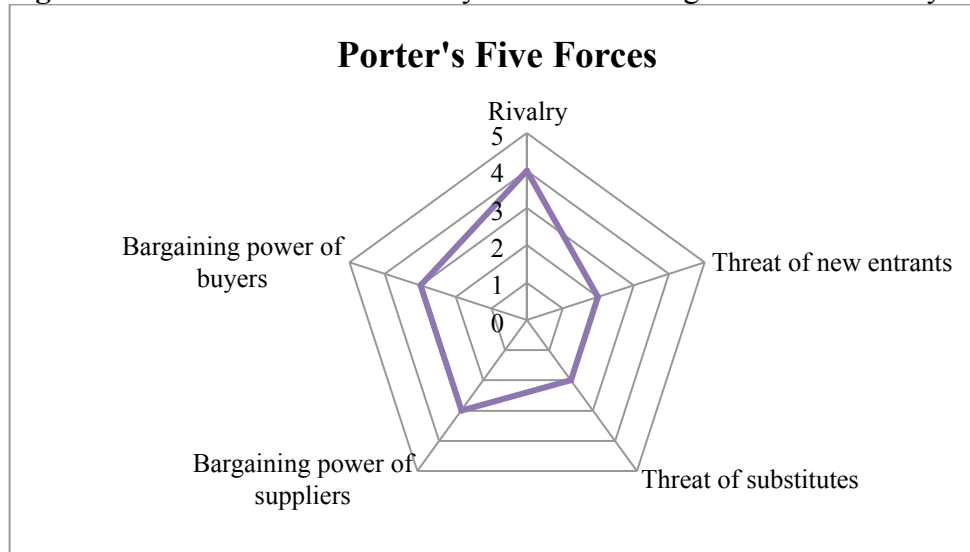 Porter's Five Forces
Rivalry
5
4
3
2
1
0
Bargaining power of
buyers
Threat of new entrants
Bargaining power of
suppliers
Threat of substitutes